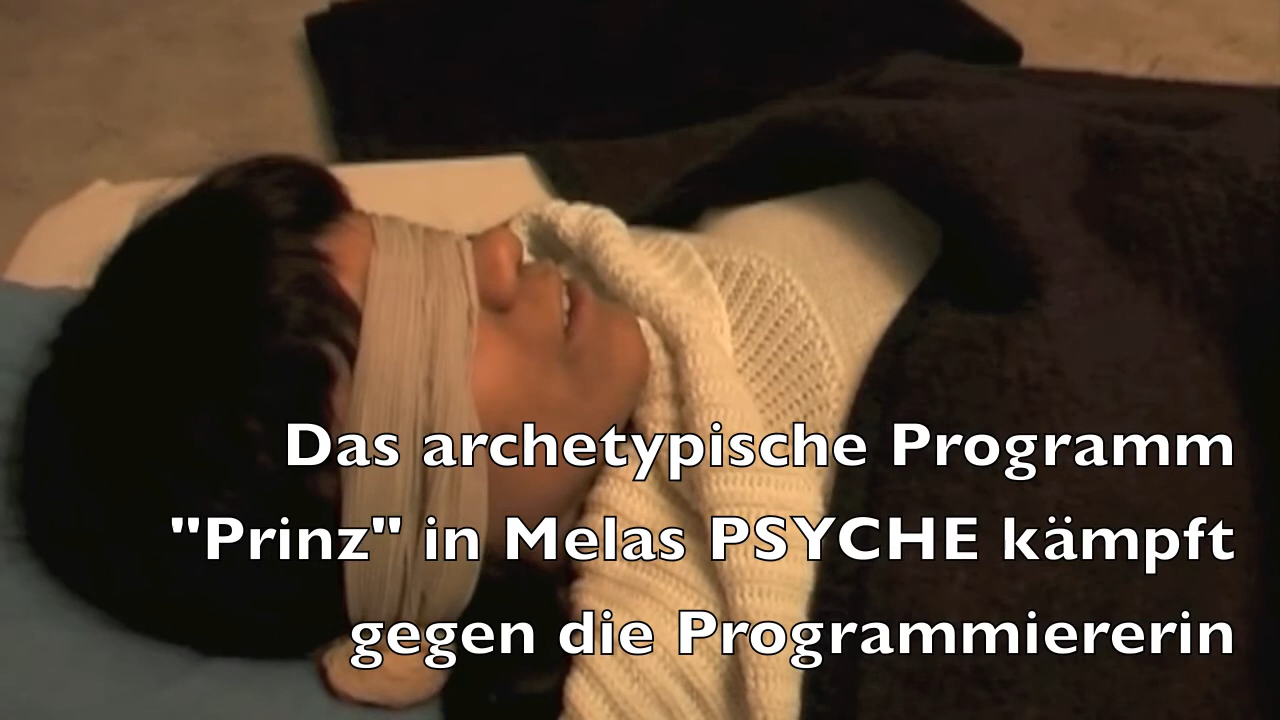 Das archetypische Programm
"Prinz" in Melas PSYCHE kämpft
gegen die Programmiererin